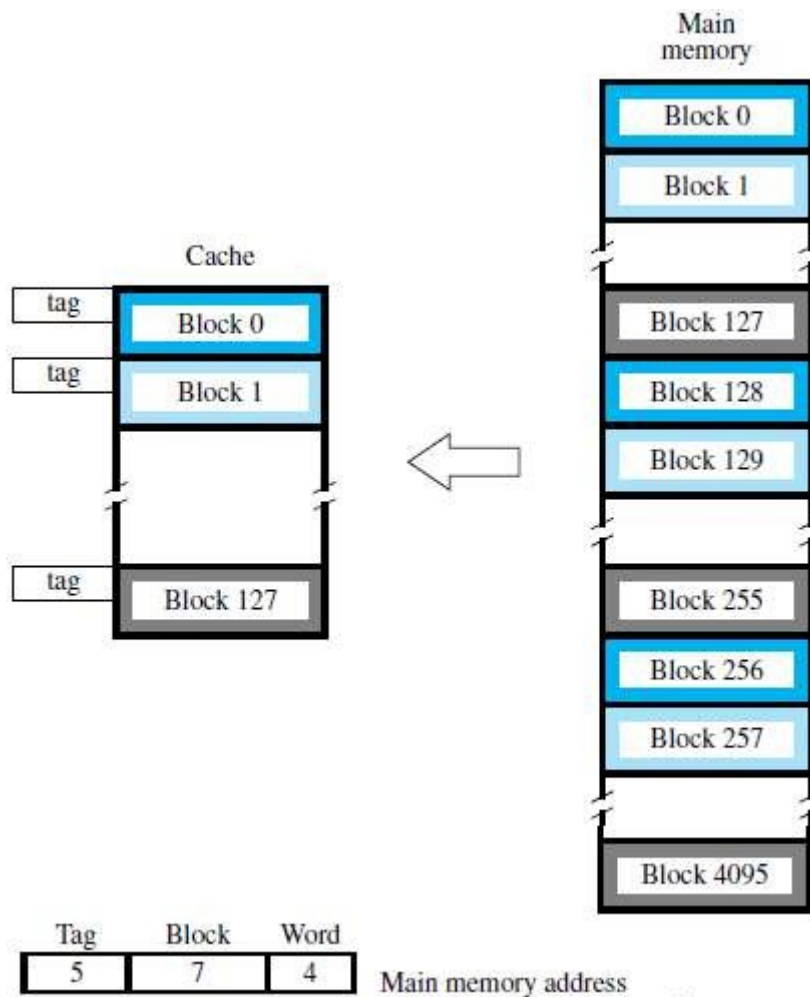 Main
memory
Block 0
Block 1
Cache
tag
Block 0
Block 127
tag
Block 1
Block 128
Block 129
tag
Block 127
Block 255
Block 256
Block 257
Block 4095
Tag Block Word
5 7 4
Main memory address